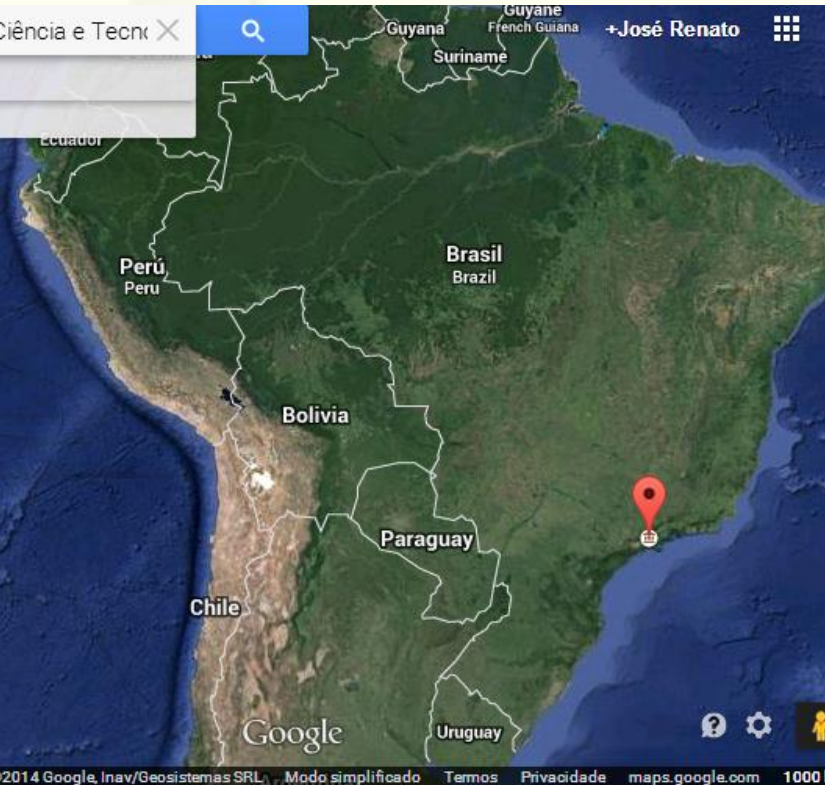 Ciência e Tecn
Guyane
French Guiana
+José Renato
Guyana
Suriname
Ecuador
Perú
Peru
Brasil
Brazil
Bolivia
Paraguay
Chile
Google
Uruguay
2014 Google, Inav/Geosistemas SRL Modo simplificado Termos Privacidade maps.google.com 1000